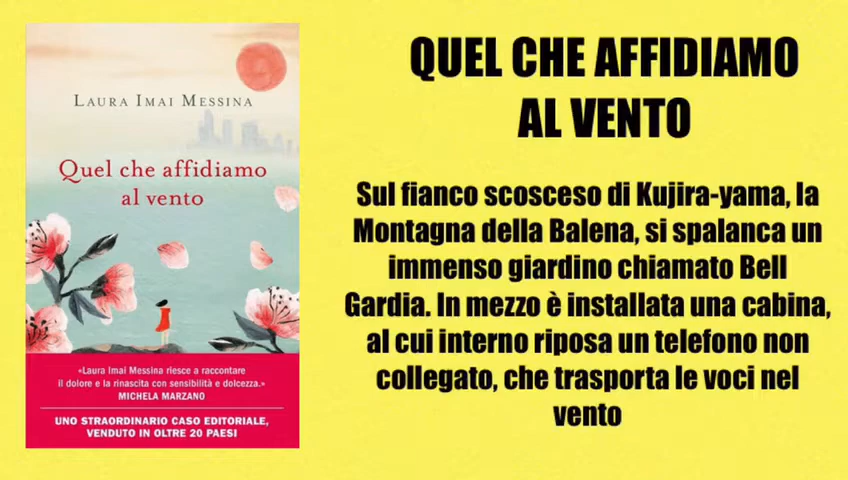 LAURA IMAI MESSINA
Quel che affidiamo
al vento
«Laura Imai Messina riesce a raccontare
il dolore e la rinascita con sensibilità e dolcezza.»
MICHELA MARZANO
UNO STRAORDINARIO CASO EDITORIALE,
VENDUTO IN OLTRE 20 PAESI
QUEL CHE AFFIDIAMO
AL VENTO
Sul fianco scosceso di Kujira-yama, la
Montagna della Balena, si spalanca un
immenso giardino chiamato Bell
Gardia. In mezzo è installata una cabina,
al cui interno riposa un telefono non
collegato, che trasporta le voci nel
vento